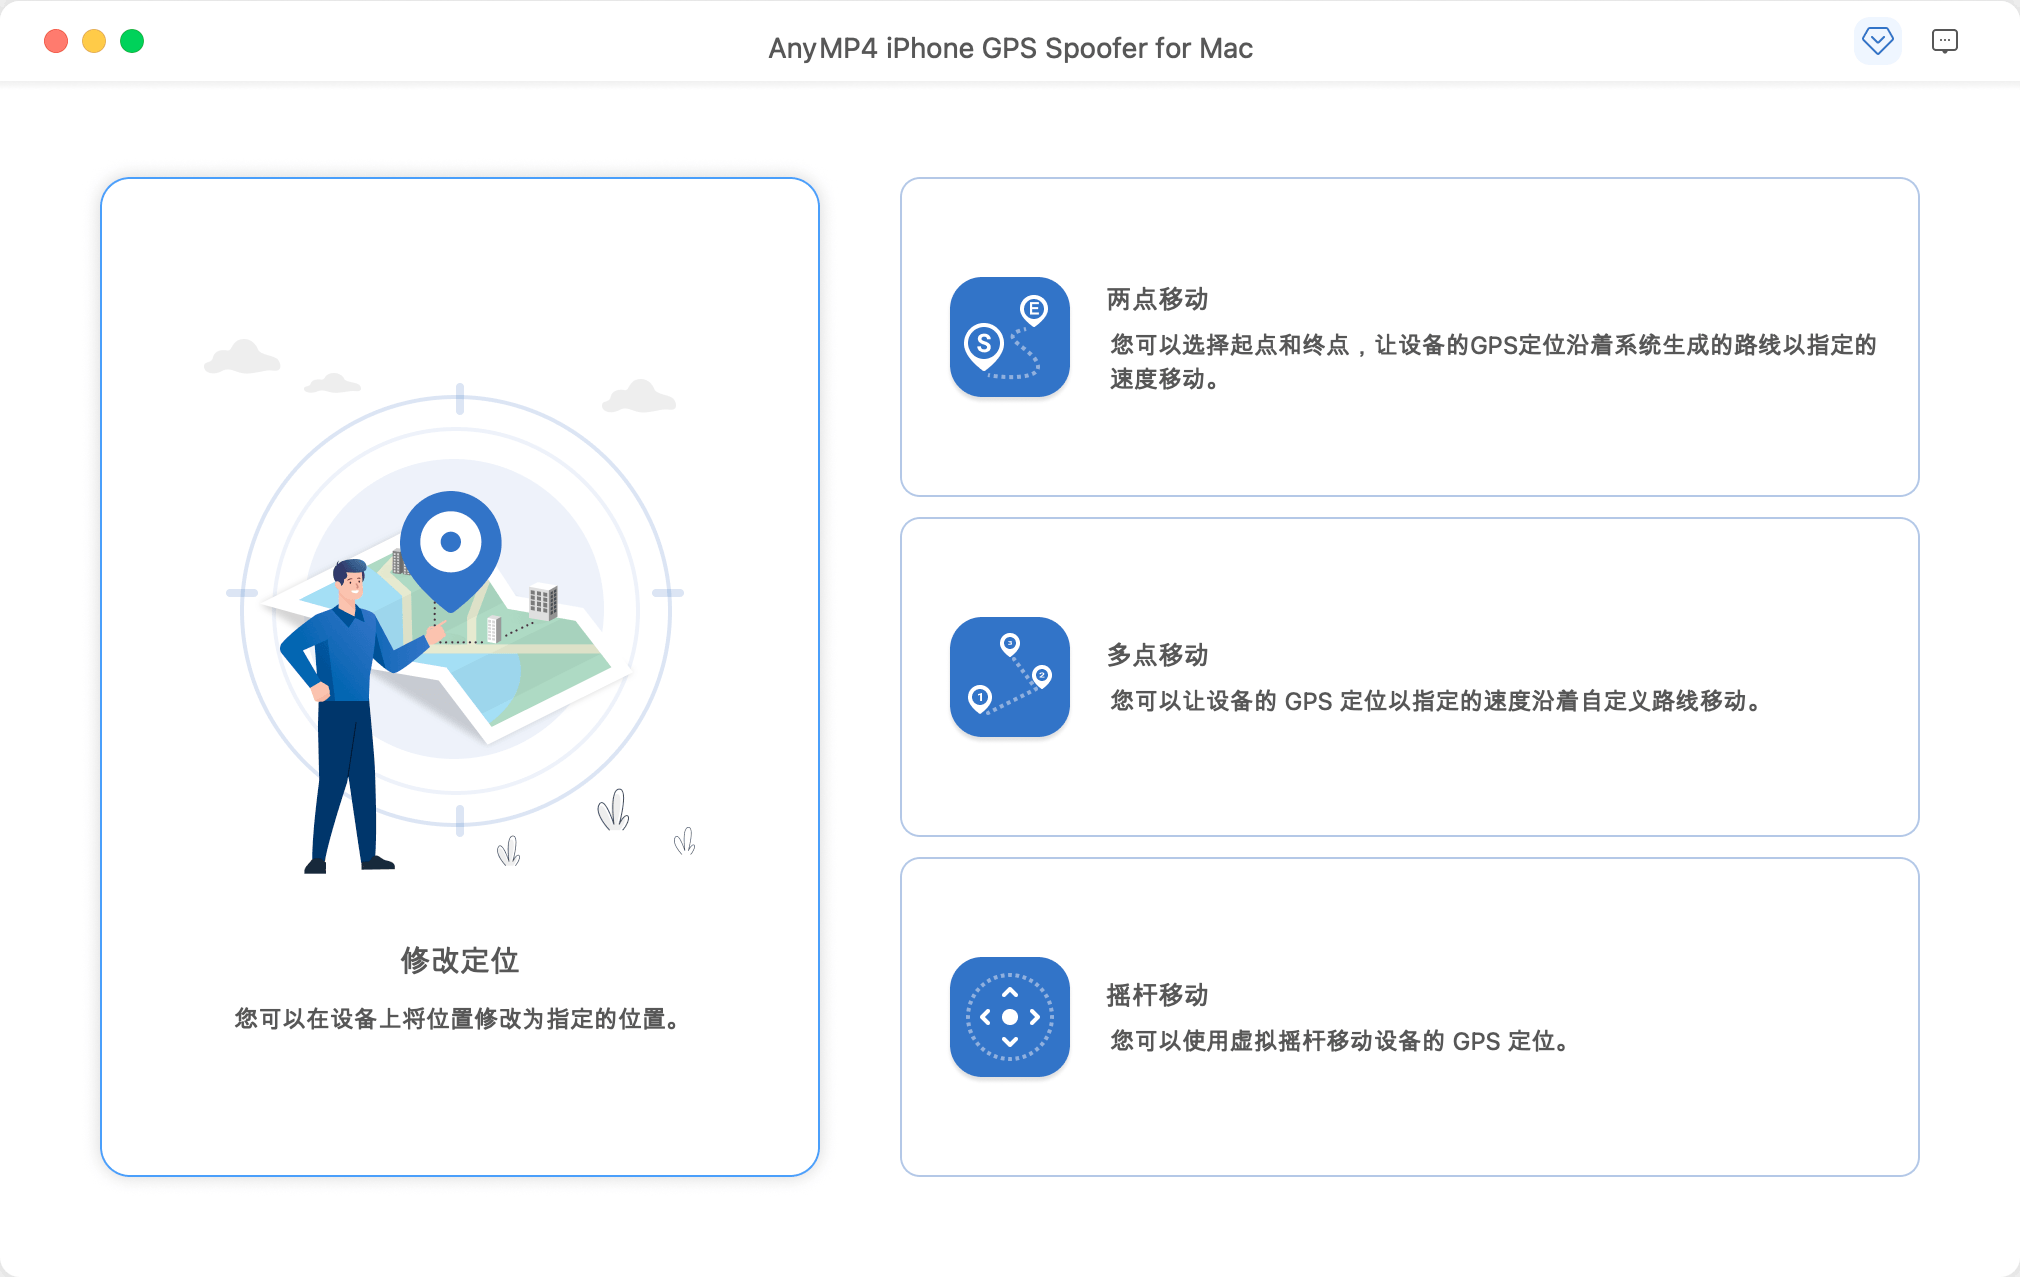 AnyMP4 iPhone GPS Spoofer for Mac
修改定位
您可以在设备上将位置修改为指定的位置。
S
E
两点移动
您可以选择起点和终点，让设备的GPS定位沿着系统生成的路线以指定的
速度移动。
3
2
1
多点移动
您可以让设备的 GPS 定位以指定的速度沿着自定义路线移动。
摇杆移动
您可以使用虚拟摇杆移动设备的 GPS 定位。